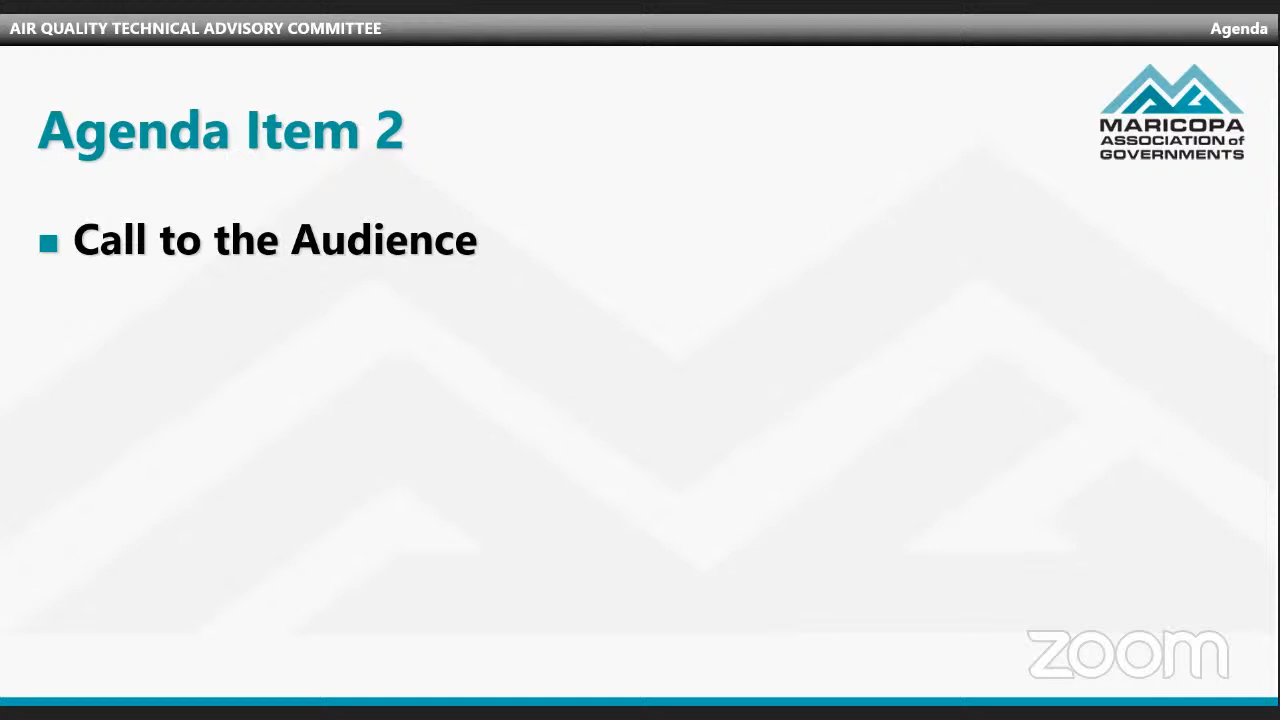 AIR QUALITY TECHNICAL ADVISORY COMMITTEE
Agenda
MARICOPA
ASSOCIATION of
GOVERNMENTS
Agenda Item 2
Call to the Audience
zoom